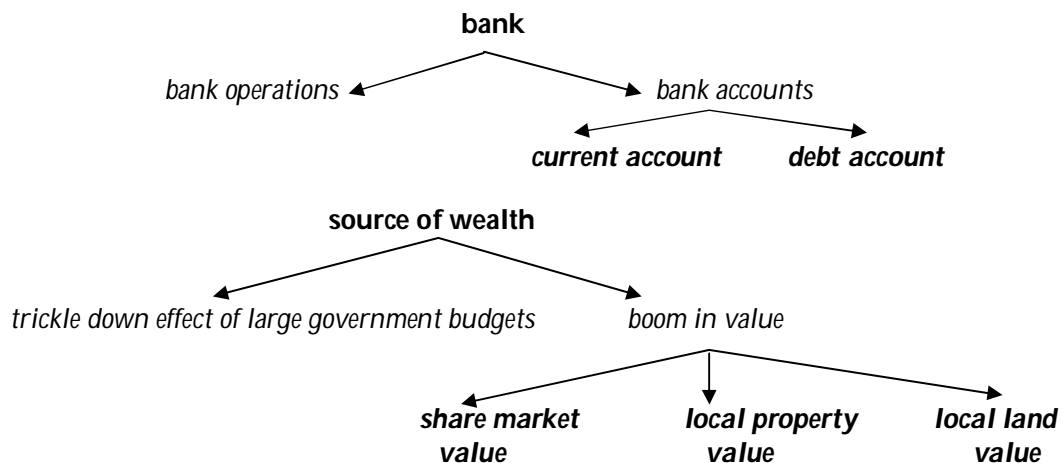 bank
bank operations bank accounts
current account debt account
source of wealth
trickle down effect of large government budgets boom in value
share market local property local land
value value value